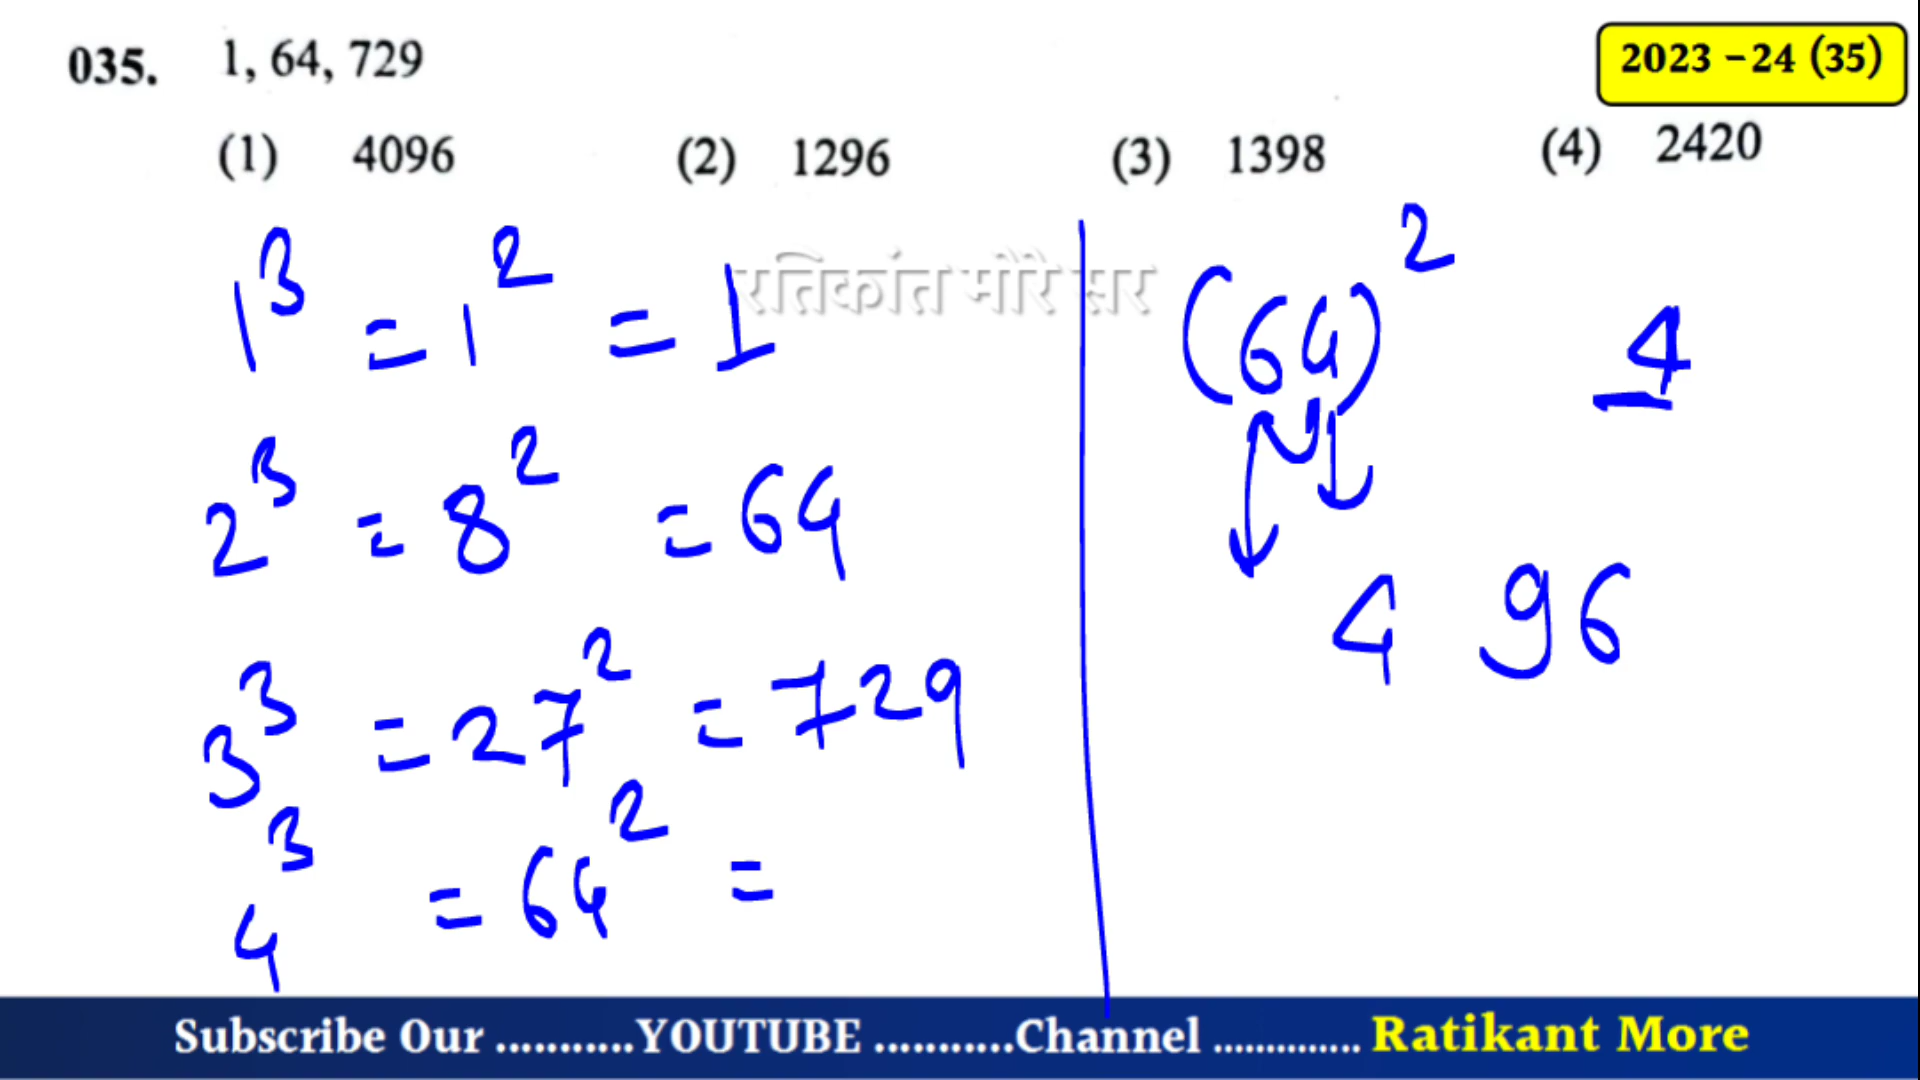 035. 1, 64, 729
2023 – 24 (35)
(1) 4096 (2) 1296 (3) 1398 (4) 2420
रतिकांत मोरे सर
1³ = 1² = 1
2³ = 8² = 64
3³ = 27² = 729
4³ = 64² =
(64)² 4
4 96
Subscribe Our ...........YOUTUBE ...........Channel .............. Ratikant More